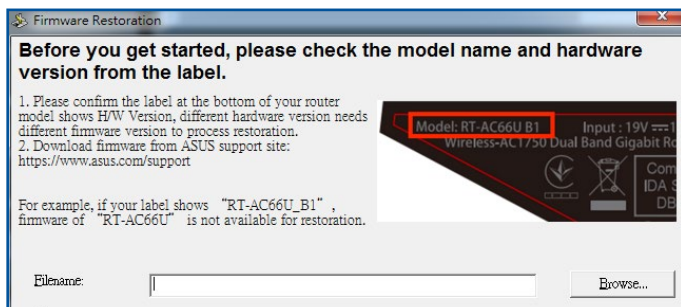 Firmware Restoration
Before you get started, please check the model name and hardware
version from the label.
1. Please confirm the label at the bottom of your router
model shows H/W Version, different hardware version needs
different firmware version to process restoration.
2. Download firmware from ASUS support site:
https://www.asus.com/support
For example, if your label shows “RT-AC66U_B1”,
firmware of “RT-AC66U” is not available for restoration.
Model: RT-AC66U B1 Input : 19V
Wireless-AC1750 Dual Band Gigabit
IDA
DB
Filename:
Browse...